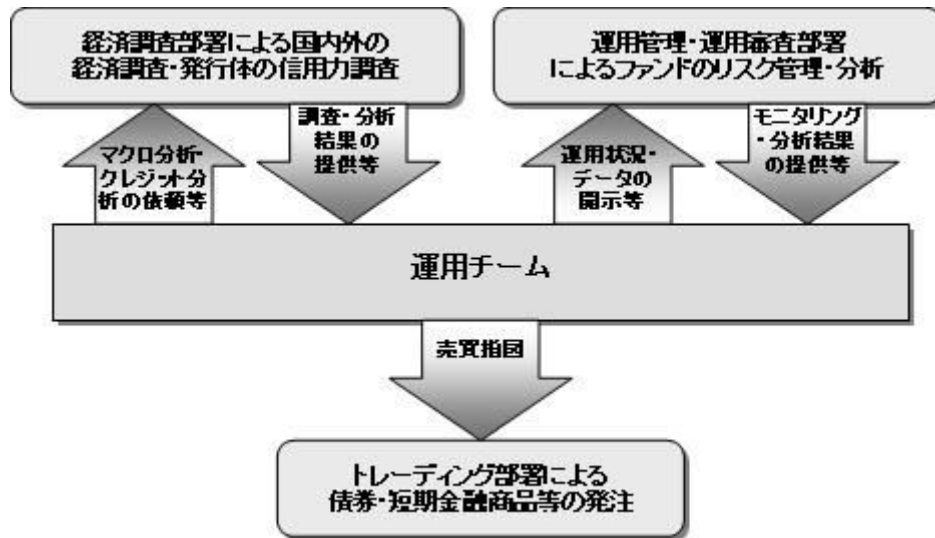 経済調査部署による国内外の
経済調査・発行体の信用力調査
運用管理・運用審査部署
によるファンドのリスク管理・分析
マクロ分析・
クレジット分
析の依頼等
調査・分析
結果の
提供等
運用状況・
データの
開示等
モニタリング
・分析結果
の提供等
運用チーム
売買指図
トレーディング部署による
債券・短期金融商品等の発注